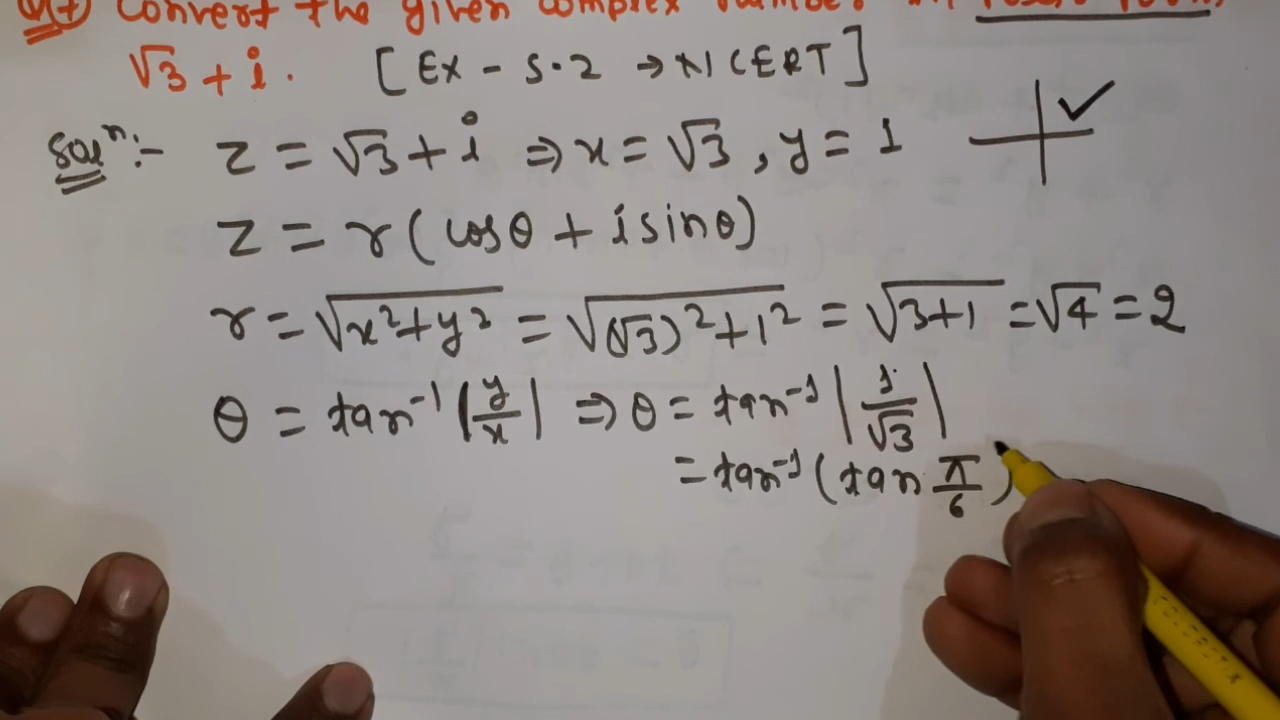 Q7) Convert the given complex number in polar form,
√3 + i. [EX - 5.2 → NCERT]
Solⁿ:- z = √3 + i ⇒ x = √3, y = 1
z = r (cosθ + i sinθ)
r = √(x² + y²) = √((√3)² + 1²) = √(3+1) = √4 = 2
θ = tan⁻¹ |y/x| ⇒ θ = tan⁻¹ |1/√3|
= tan⁻¹ (tan π/6)